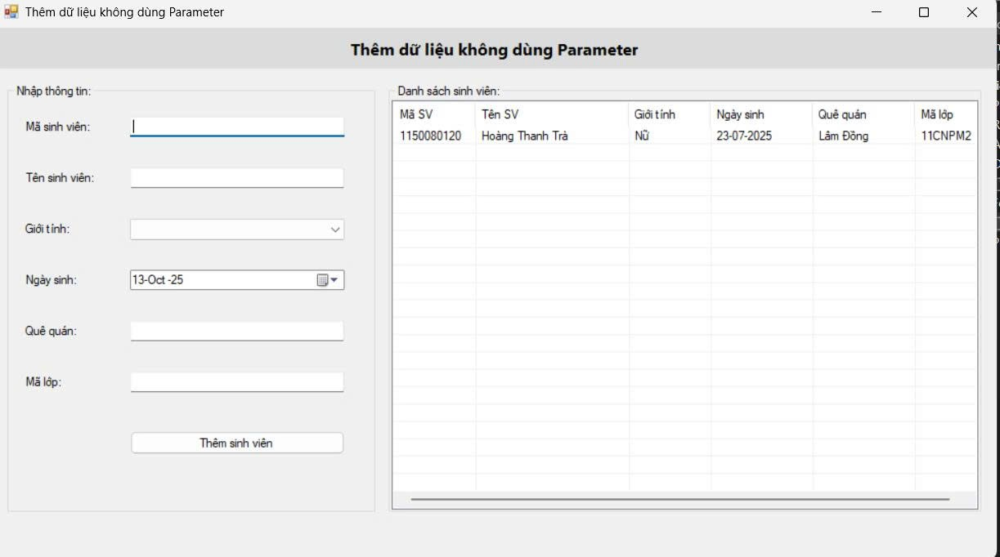 Thêm dữ liệu không dùng Parameter
Thêm dữ liệu không dùng Parameter
Nhập thông tin:
Mã sinh viên:
Tên sinh viên:
Giới tính:
Ngày sinh: 13-Oct -25
Quê quán:
Mã lớp:
Thêm sinh viên
Danh sách sinh viên:
Mã SV Tên SV Giới tính Ngày sinh Quê quán Mã lớp
1150080120 Hoàng Thanh Trà Nữ 23-07-2025 Lâm Đồng 11CNPM2